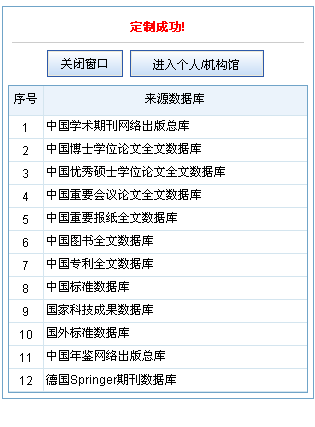 定制成功!
关闭窗口 进入个人/机构馆
序号 来源数据库
1 中国学术期刊网络出版总库
2 中国博士学位论文全文数据库
3 中国优秀硕士学位论文全文数据库
4 中国重要会议论文全文数据库
5 中国重要报纸全文数据库
6 中国图书全文数据库
7 中国专利全文数据库
8 中国标准数据库
9 国家科技成果数据库
10 国外标准数据库
11 中国年鉴网络出版总库
12 德国Springer期刊数据库